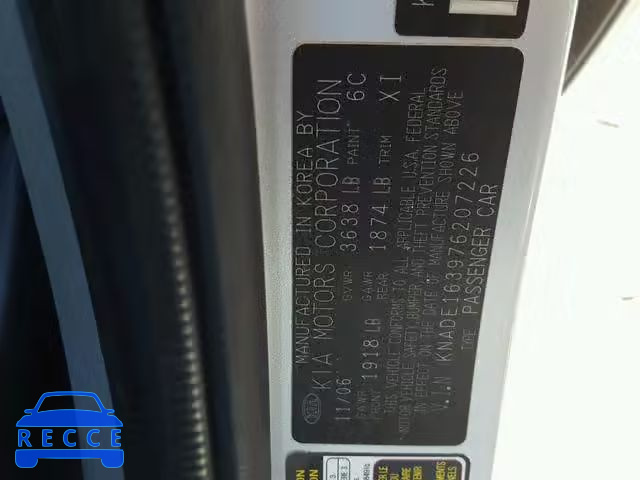 MANUFACTURED IN KOREA BY
KIA MOTORS CORPORATION
11/06 GVWR 3638 LB PAINT 6C
GAWR FRONT 1918 LB GAWR REAR 1874 LB TRIM XI
THIS VEHICLE CONFORMS TO ALL APPLICABLE U.S.A. FEDERAL
MOTOR VEHICLE SAFETY, BUMPER, AND THEFT PREVENTION STANDARDS
IN EFFECT ON THE DATE OF MANUFACTURE SHOWN ABOVE
V.I.N KNADE163976207226
TYPE PASSENGER CAR
KIA
RECCE